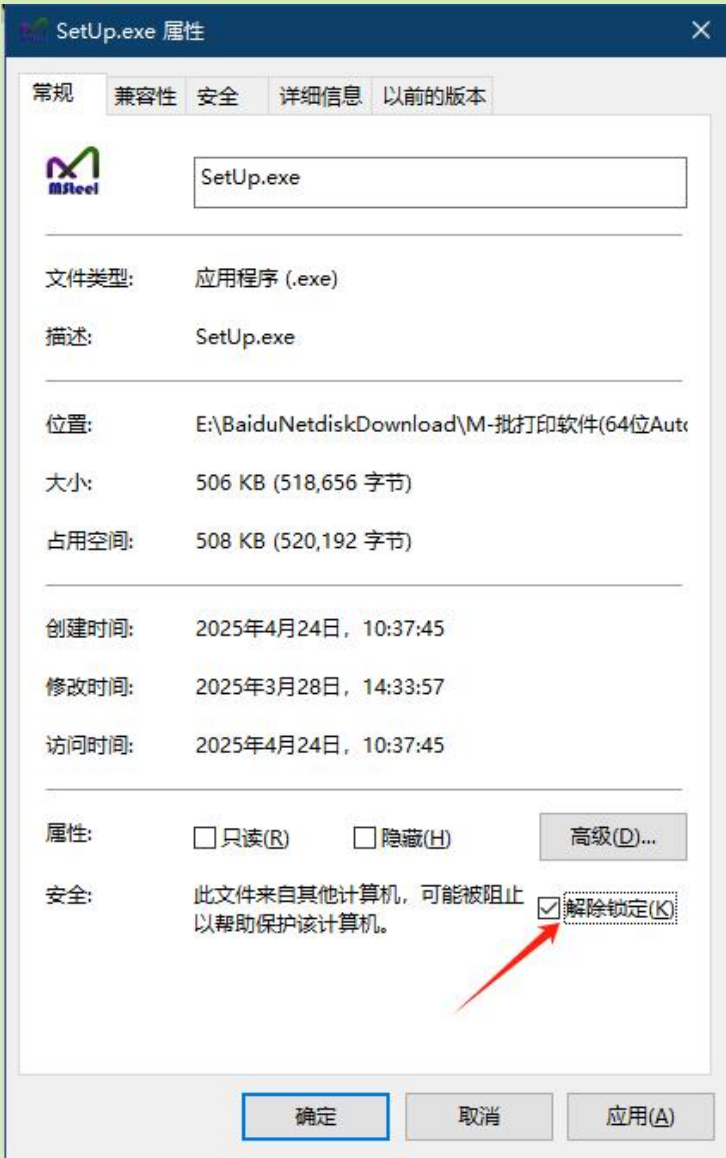 SetUp.exe 属性
常规 兼容性 安全 详细信息 以前的版本
MSteel
SetUp.exe
文件类型: 应用程序 (.exe)
描述: SetUp.exe
位置: E:\BaiduNetdiskDownload\M-批打印软件(64位Auto
大小: 506 KB (518,656 字节)
占用空间: 508 KB (520,192 字节)
创建时间: 2025年4月24日，10:37:45
修改时间: 2025年3月28日，14:33:57
访问时间: 2025年4月24日，10:37:45
属性: 只读(R) 隐藏(H) 高级(D)...
安全: 此文件来自其他计算机，可能被阻止
以帮助保护该计算机。 解除锁定(K)
确定 取消 应用(A)